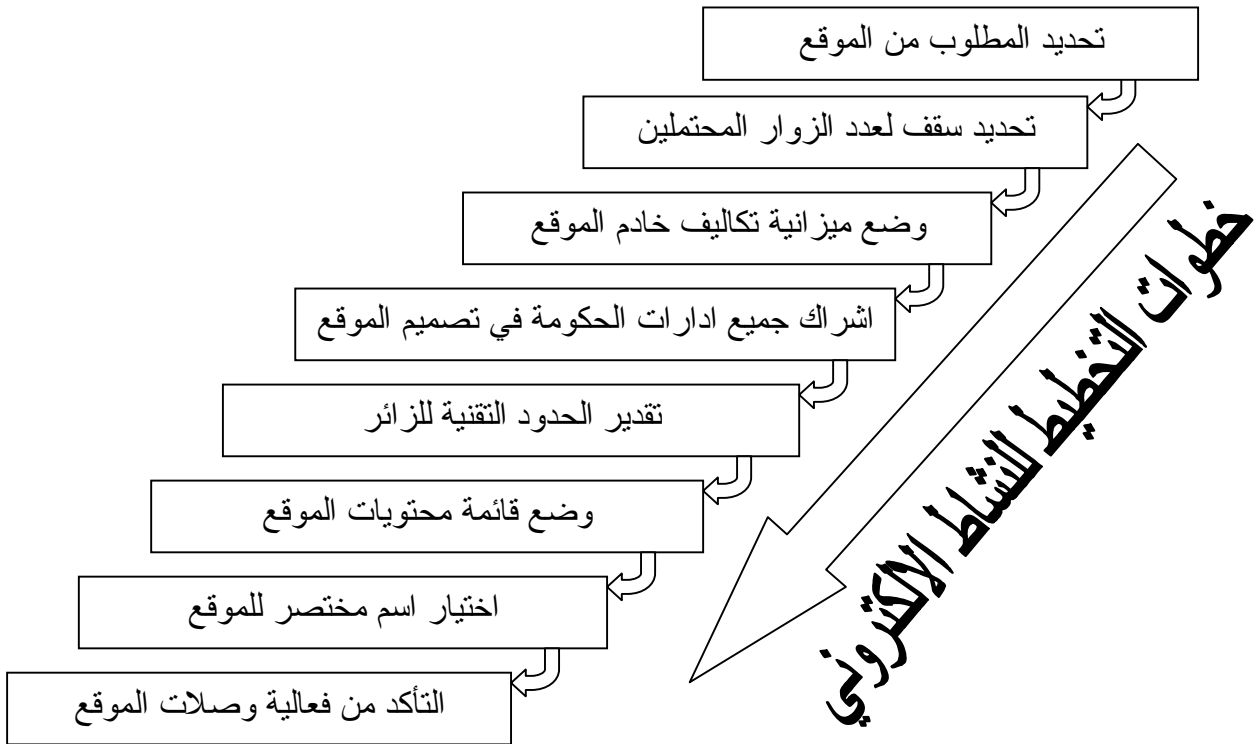 تحديد المطلوب من الموقع
تحديد سقف لعدد الزوار المحتملين
وضع ميزانية تكاليف خادم الموقع
اشراك جميع ادارات الحكومة في تصميم الموقع
تقدير الحدود التقنية للزائر
وضع قائمة محتويات الموقع
اختيار اسم مختصر للموقع
التأكد من فعالية وصلات الموقع
خطوات التخطيط للنشاط الالكتروني